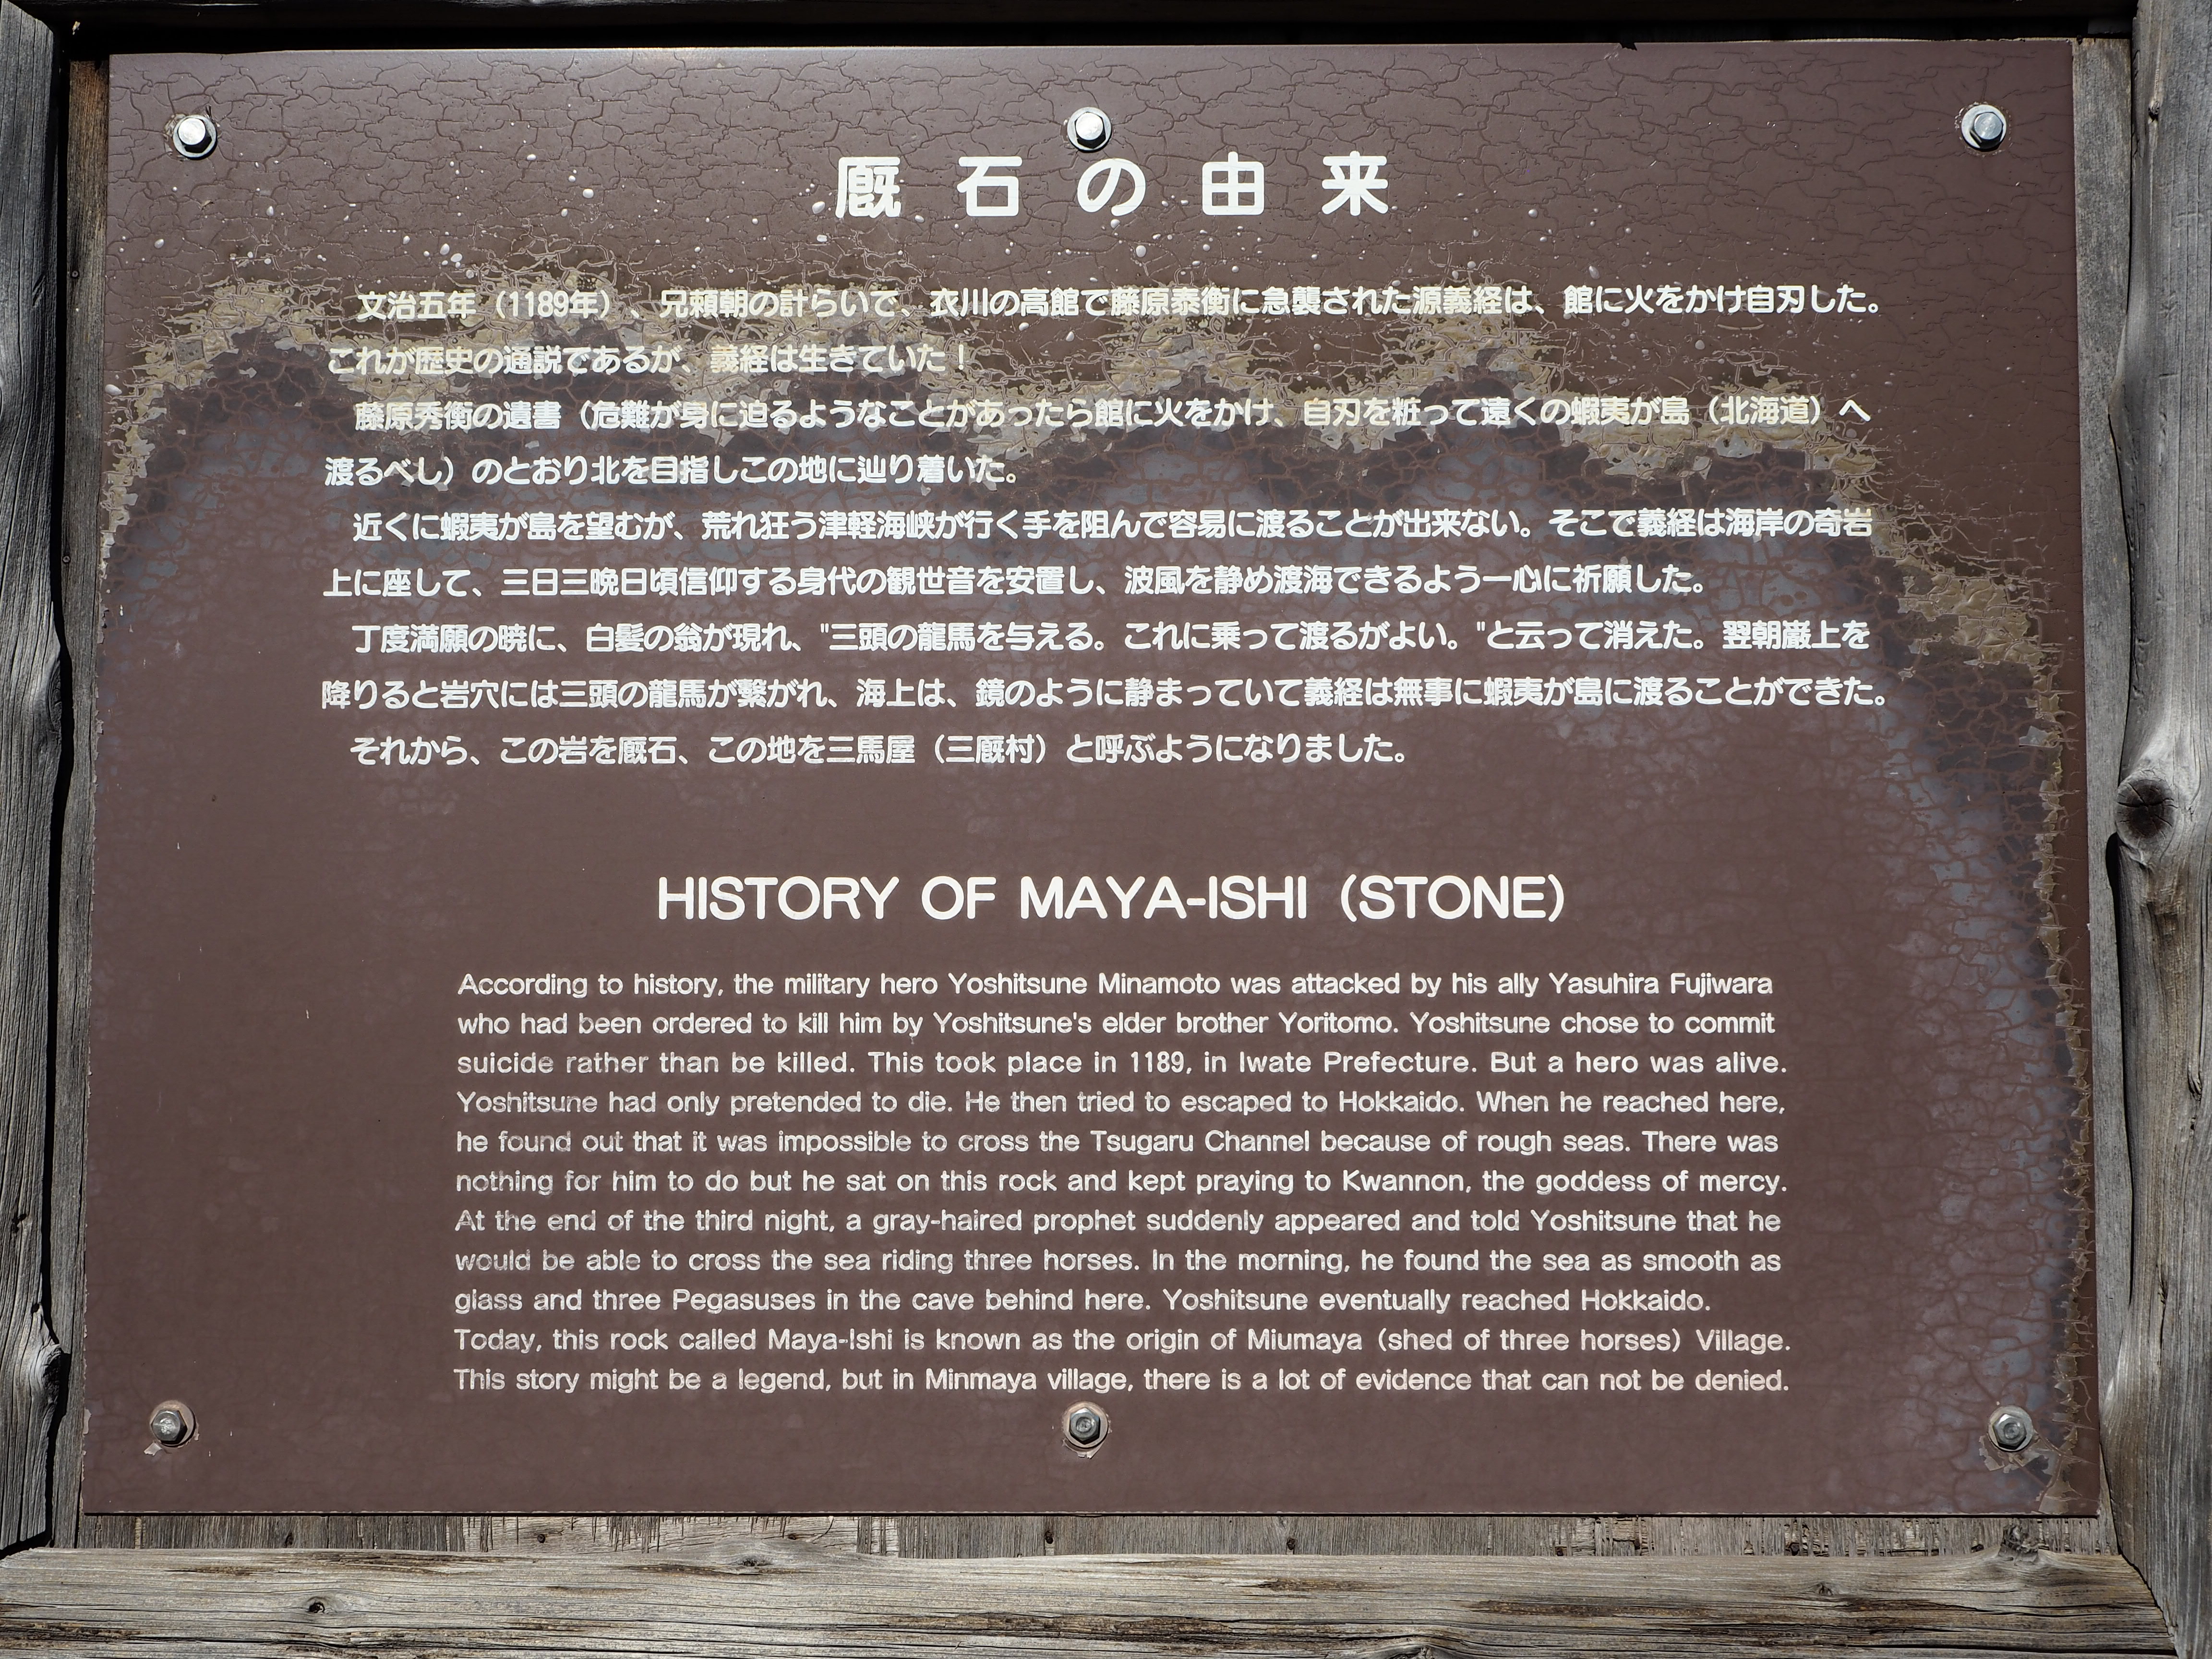 厩石の由来
文治五年（1189年）、兄頼朝の計らいで、衣川の高館で藤原泰衡に急襲された源義経は、館に火をかけ自刃した。
これが歴史の通説であるが、義経は生きていた！
藤原秀衡の遺書（危難が身に迫るようなことがあったら館に火をかけ、自刃を粧って遠くの蝦夷が島（北海道）へ
渡るべし）のとおり北を目指しこの地に辿り着いた。
近くに蝦夷が島を望むが、荒れ狂う津軽海峡が行く手を阻んで容易に渡ることが出来ない。そこで義経は海岸の奇岩
上に座して、三日三晩日頃信仰する身代の観世音を安置し、波風を静め渡海できるよう一心に祈願した。
丁度満願の暁に、白髪の翁が現れ、"三頭の龍馬を与える。これに乗って渡るがよい。"と云って消えた。翌朝巌上を
降りると岩穴には三頭の龍馬が繋がれ、海上は、鏡のように静まっていて義経は無事に蝦夷が島に渡ることができた。
それから、この岩を厩石、この地を三馬屋（三厩村）と呼ぶようになりました。
HISTORY OF MAYA-ISHI (STONE)
According to history, the military hero Yoshitsune Minamoto was attacked by his ally Yasuhira Fujiwara
who had been ordered to kill him by Yoshitsune's elder brother Yoritomo. Yoshitsune chose to commit
suicide rather than be killed. This took place in 1189, in Iwate Prefecture. But a hero was alive.
Yoshitsune had only pretended to die. He then tried to escaped to Hokkaido. When he reached here,
he found out that it was impossible to cross the Tsugaru Channel because of rough seas. There was
nothing for him to do but he sat on this rock and kept praying to Kwannon, the goddess of mercy.
At the end of the third night, a gray-haired prophet suddenly appeared and told Yoshitsune that he
would be able to cross the sea riding three horses. In the morning, he found the sea as smooth as
glass and three Pegasuses in the cave behind here. Yoshitsune eventually reached Hokkaido.
Today, this rock called Maya-Ishi is known as the origin of Miumaya (shed of three horses) Village.
This story might be a legend, but in Minmaya village, there is a lot of evidence that can not be denied.